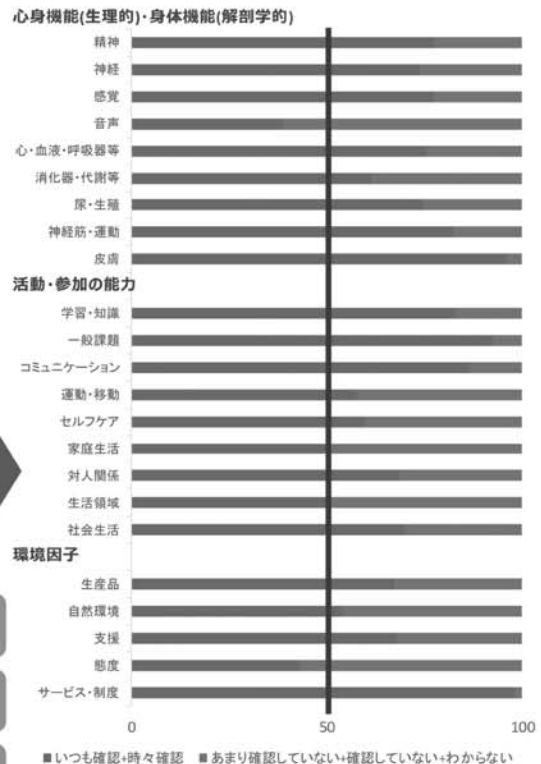 心身機能(生理的)・身体機能(解剖学的)
精神
神経
感覚
音声
心・血液・呼吸器等
消化器・代謝等
尿・生殖
神経筋・運動
皮膚
活動・参加の能力
学習・知識
一般課題
コミュニケーション
運動・移動
セルフケア
家庭生活
対人関係
生活領域
社会生活
環境因子
生産品
自然環境
支援
態度
サービス・制度
0 50 100
■いつも確認+時々確認 ■あまり確認していない+確認していない+わからない